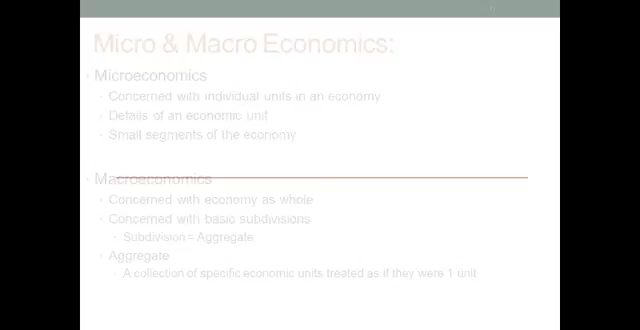 Micro & Macro Economics:
Microeconomics
Concerned with individual units in an economy
Details of an economic unit
Small segments of the economy
Macroeconomics
Concerned with economy as whole
Concerned with basic subdivisions
Subdivision = Aggregate
Aggregate
A collection of specific economic units treated as if they were 1 unit